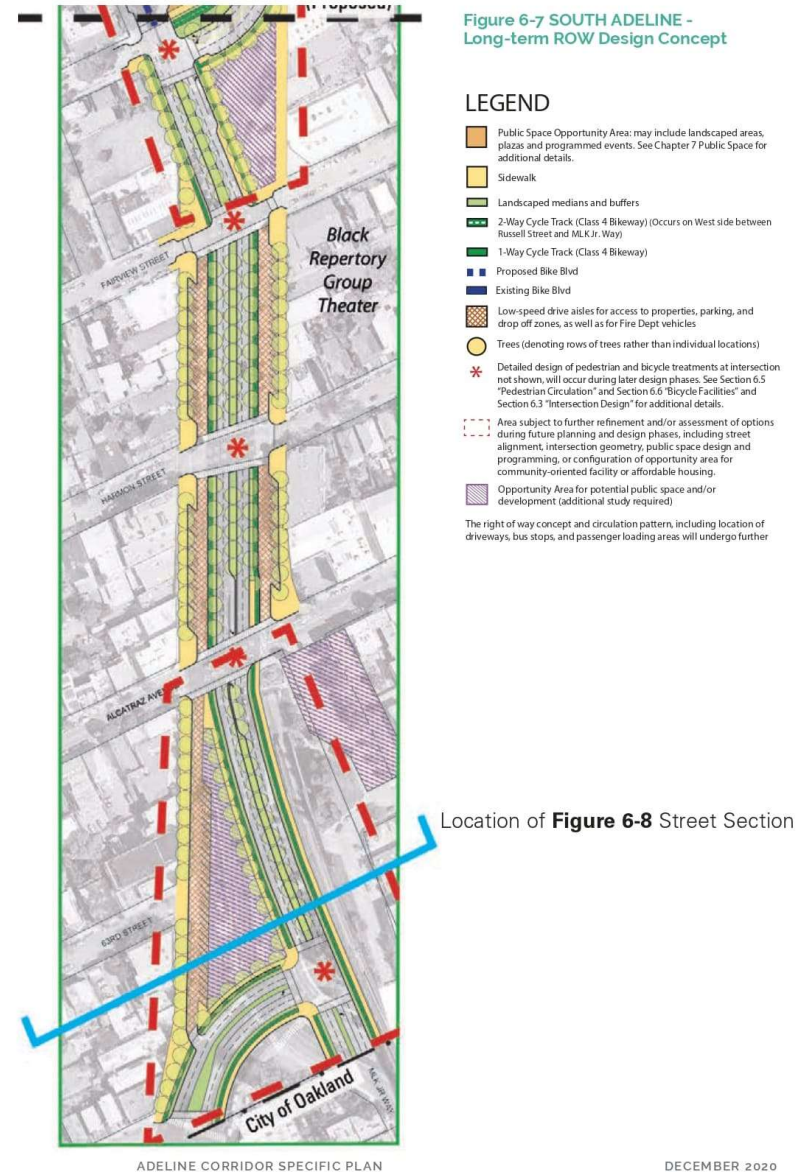 (Proposed)
Figure 6-7 SOUTH ADELINE -
Long-term ROW Design Concept
LEGEND
Public Space Opportunity Area: may include landscaped areas,
plazas and programmed events. See Chapter 7 Public Space for
additional details.
Sidewalk
Landscaped medians and buffers
2-Way Cycle Track (Class 4 Bikeway) (Occurs on West side between
Russell Street and MLK Jr. Way)
1-Way Cycle Track (Class 4 Bikeway)
Proposed Bike Blvd
Existing Bike Blvd
Low-speed drive aisles for access to properties, parking, and
drop off zones, as well as for Fire Dept vehicles
Trees (denoting rows of trees rather than individual locations)
Detailed design of pedestrian and bicycle treatments at intersection
not shown, will occur during later design phases. See Section 6.5
"Pedestrian Circulation" and Section 6.6 "Bicycle Facilities" and
Section 6.3 "Intersection Design" for additional details.
Area subject to further refinement and/or assessment of options
during future planning and design phases, including street
alignment, intersection geometry, public space design and
programming, or configuration of opportunity area for
community-oriented facility or affordable housing.
Opportunity Area for potential public space and/or
development (additional study required)
The right of way concept and circulation pattern, including location of
driveways, bus stops, and passenger loading areas will undergo further
Black
Repertory
Group
Theater
FAIRVIEW STREET
HARMON STREET
ALCATRAZ AVE
Location of Figure 6-8 Street Section
63RD STREET
City of Oakland
MLK JR WAY
ADELINE CORRIDOR SPECIFIC PLAN
DECEMBER 2020